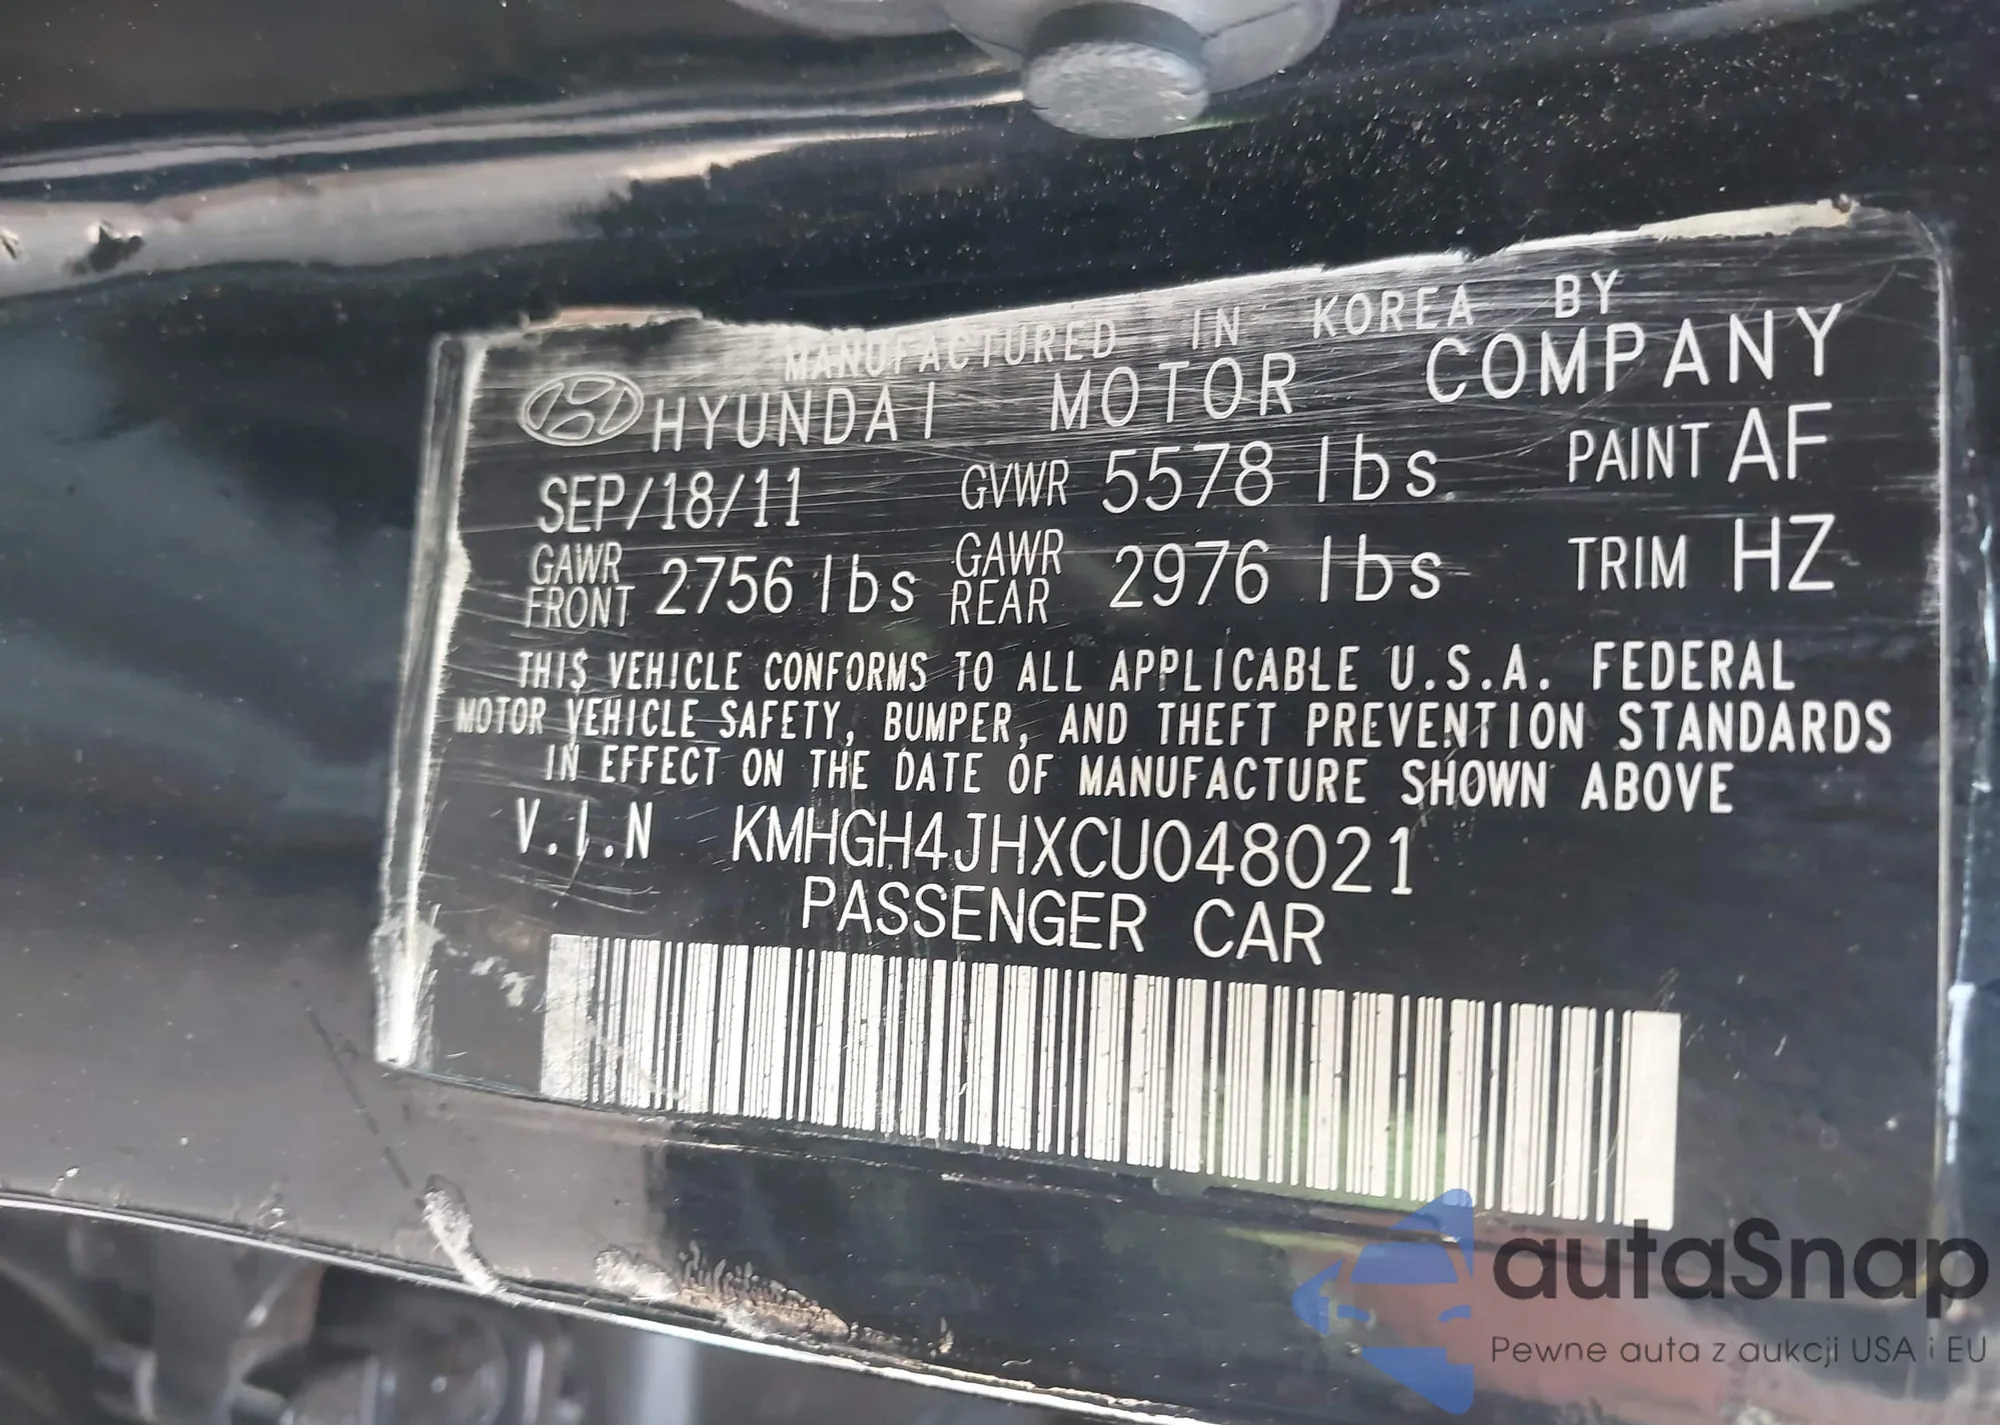 MANUFACTURED IN KOREA BY
HYUNDAI MOTOR COMPANY
SEP/18/11 GVWR 5578 lbs PAINT AF
GAWR FRONT 2756 lbs GAWR REAR 2976 lbs TRIM HZ
THIS VEHICLE CONFORMS TO ALL APPLICABLE U.S.A. FEDERAL
MOTOR VEHICLE SAFETY, BUMPER, AND THEFT PREVENTION STANDARDS
IN EFFECT ON THE DATE OF MANUFACTURE SHOWN ABOVE
V.I.N KMHGH4JHXCU048021
PASSENGER CAR
autaSnap
Pewne auta z aukcji USA i EU